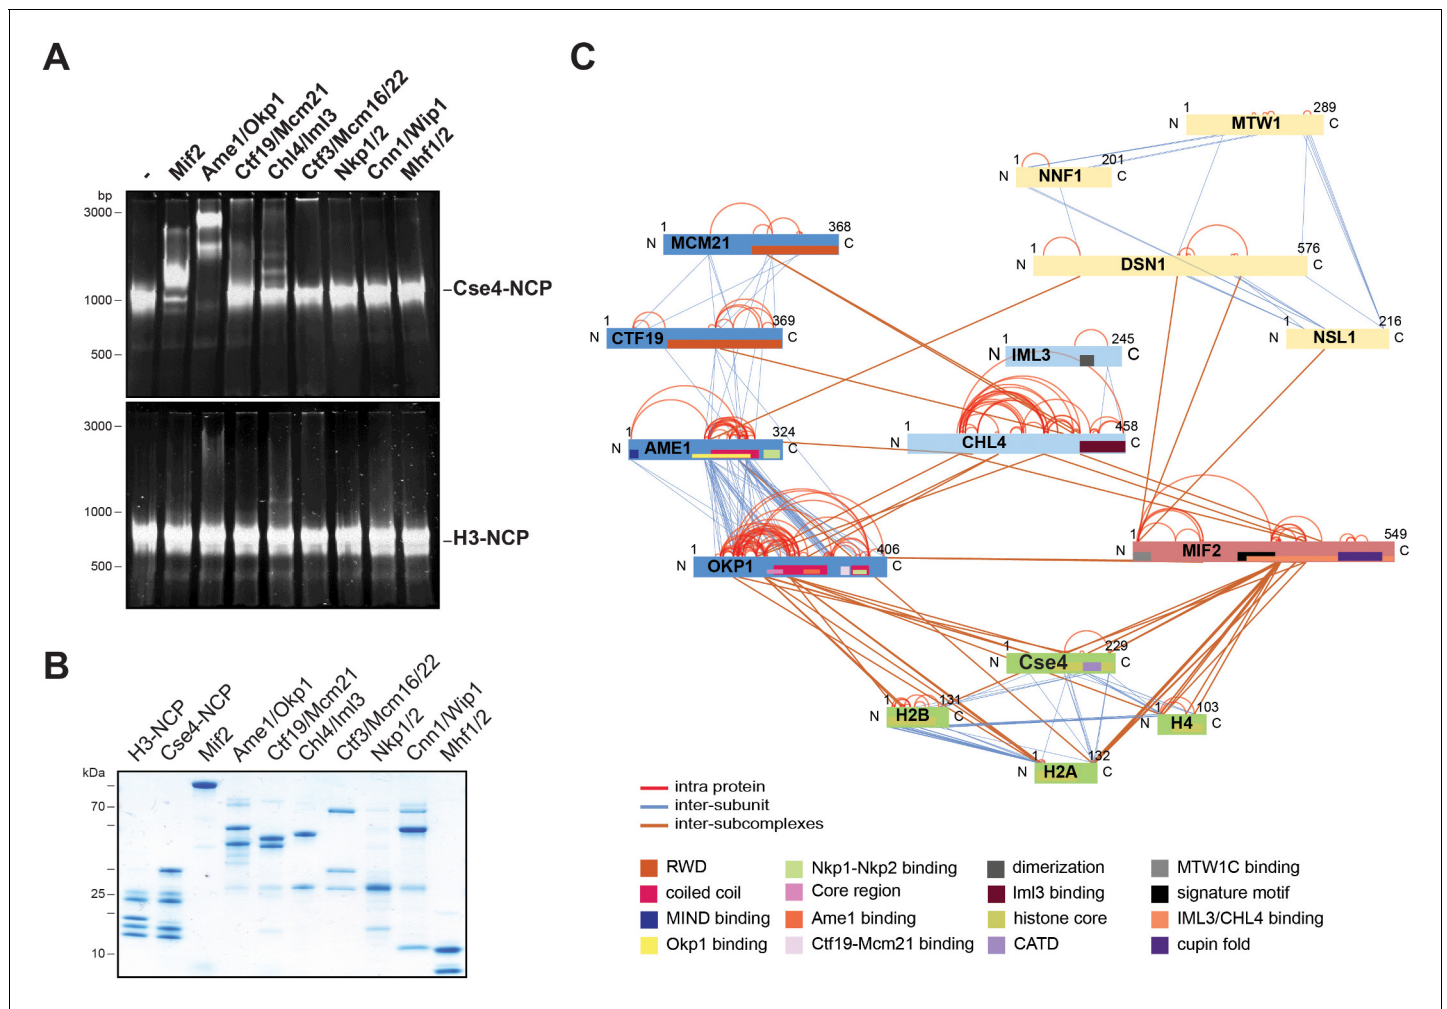 A
-
Mif2
Ame1/Okp1
Ctf19/Mcm21
Chl4/Iml3
Ctf3/Mcm16/22
Nkp1/2
Cnn1/Wip1
Mhf1/2
bp
3000
1000
500
Cse4-NCP
3000
1000
500
H3-NCP
B
H3-NCP
Cse4-NCP
Mif2
Ame1/Okp1
Ctf19/Mcm21
Chl4/Iml3
Ctf3/Mcm16/22
Nkp1/2
Cnn1/Wip1
Mhf1/2
kDa
70
25
10
C
1 289
N MTW1 C
1 201
N NNF1 C
1 368
N MCM21 C
1 576
N DSN1 C
1 369
N CTF19 C
1 216
N NSL1 C
1 245
N IML3 C
1 324
N AME1 C
1 458
N CHL4 C
1 406
N OKP1 C
1 549
N MIF2 C
1 229
N Cse4 C
1 131
N H2B C
1 103
N H4 C
1 132
N H2A C
intra protein
inter-subunit
inter-subcomplexes
RWD
coiled coil
MIND binding
Okp1 binding
Nkp1-Nkp2 binding
Core region
Ame1 binding
Ctf19-Mcm21 binding
dimerization
Iml3 binding
histone core
CATD
MTW1C binding
signature motif
IML3/CHL4 binding
cupin fold